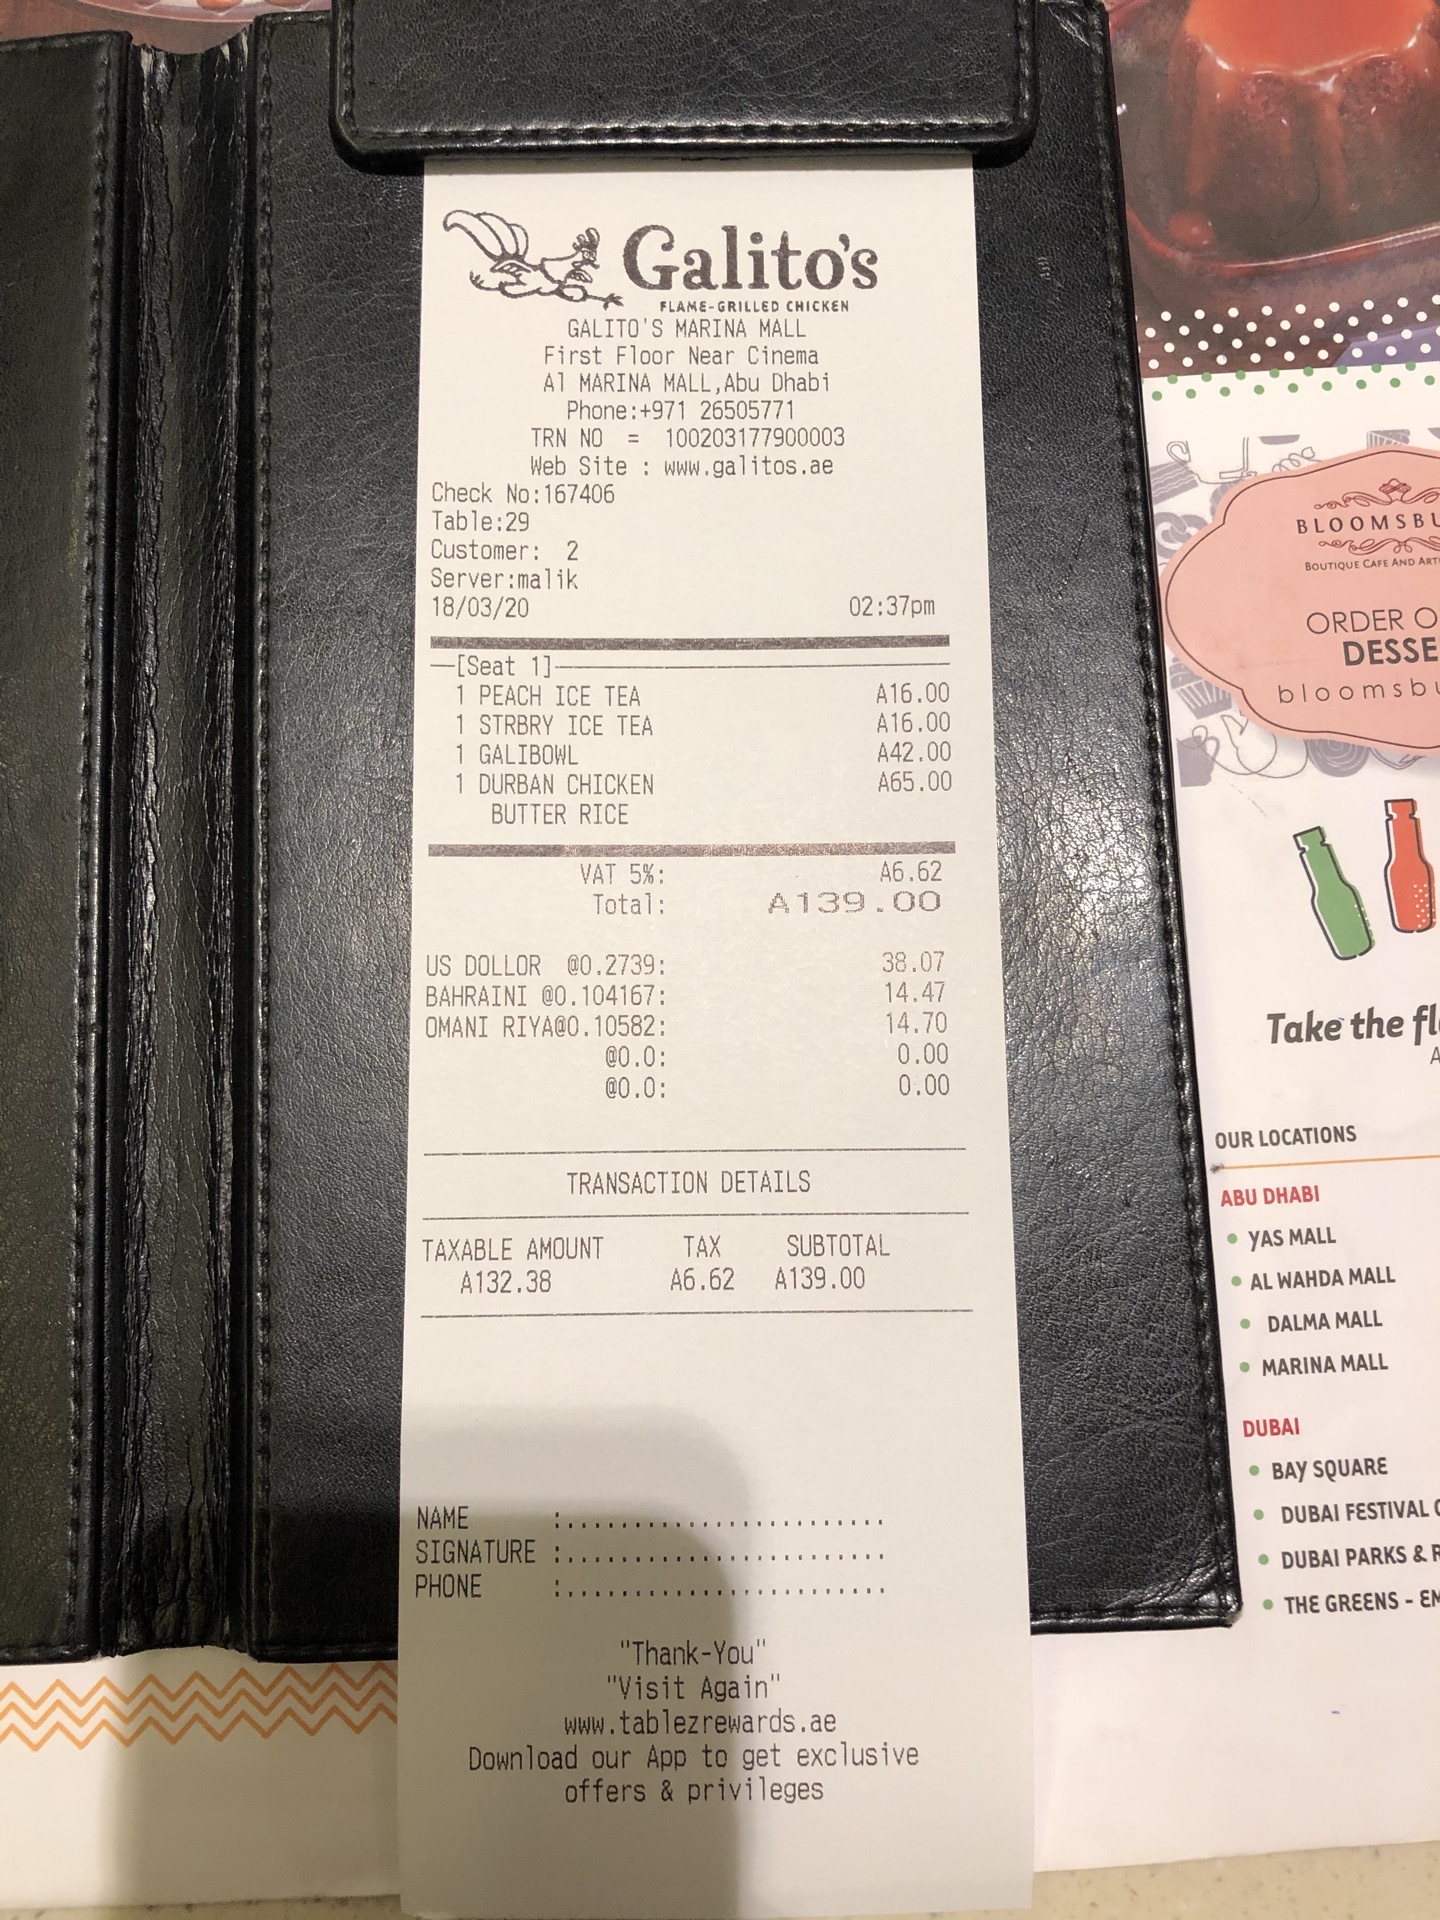 Galito's
FLAME-GRILLED CHICKEN
GALITO'S MARINA MALL
First Floor Near Cinema
Al MARINA MALL,Abu Dhabi
Phone:+971 26505771
TRN NO = 100203177900003
Web Site : www.galitos.ae
Check No:167406
Table:29
Customer: 2
Server:malik
18/03/20 02:37pm
[Seat 1]
1 PEACH ICE TEA A16.00
1 STRBRY ICE TEA A16.00
1 GALIBOWL A42.00
1 DURBAN CHICKEN A65.00
BUTTER RICE
VAT 5%: A6.62
Total: A139.00
US DOLLOR @0.2739: 38.07
BAHRAINI @0.104167: 14.47
OMANI RIYA@0.10582: 14.70
@0.0: 0.00
@0.0: 0.00
TRANSACTION DETAILS
TAXABLE AMOUNT TAX SUBTOTAL
A132.38 A6.62 A139.00
NAME :........................
SIGNATURE :........................
PHONE :........................
"Thank-You"
"Visit Again"
www.tablezrewards.ae
Download our App to get exclusive
offers & privileges
BLOOMSBU
BOUTIQUE CAFE AND ART
ORDER O
DESSE
bloomsbu
Take the fl
A
OUR LOCATIONS
ABU DHABI
• YAS MALL
• AL WAHDA MALL
• DALMA MALL
• MARINA MALL
DUBAI
• BAY SQUARE
• DUBAI FESTIVAL
• DUBAI PARKS &
• THE GREENS - EM